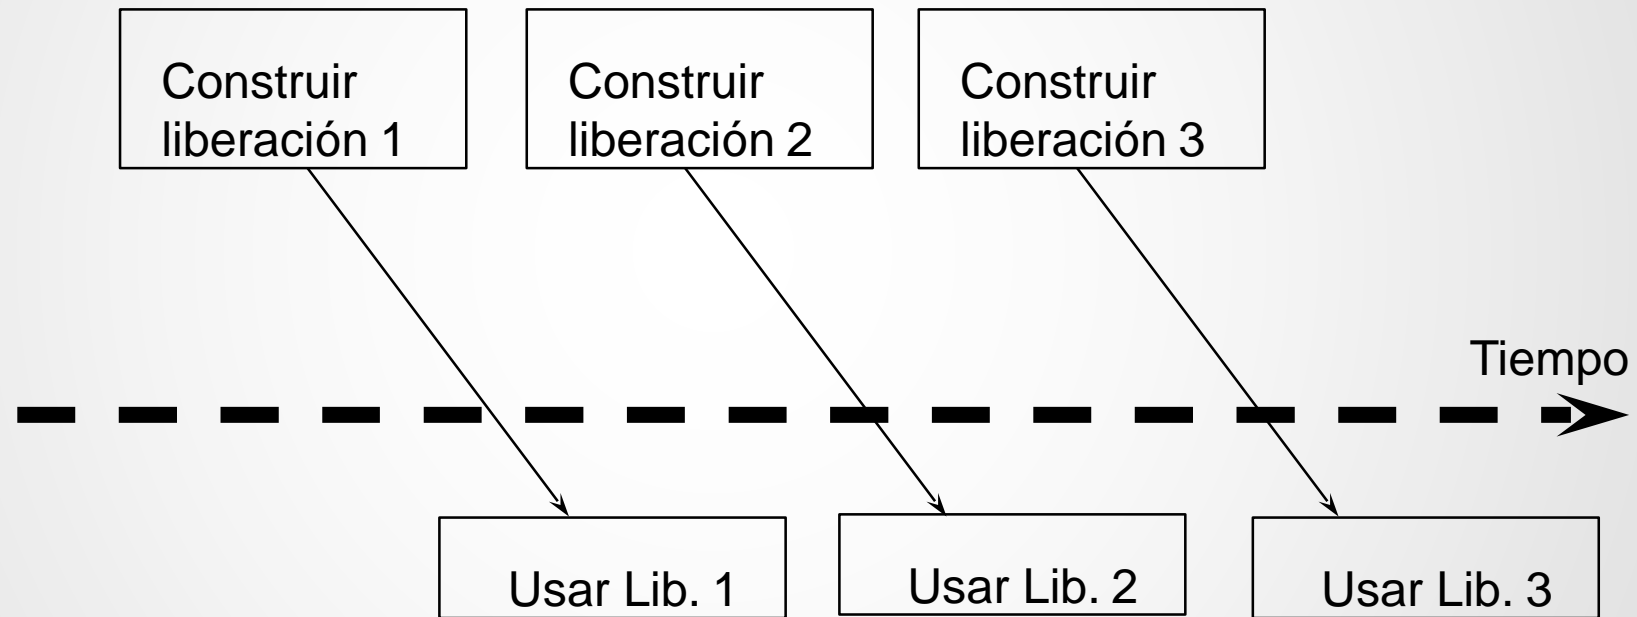 Construir
liberación 1
Construir
liberación 2
Construir
liberación 3
Tiempo
Usar Lib. 1
Usar Lib. 2
Usar Lib. 3